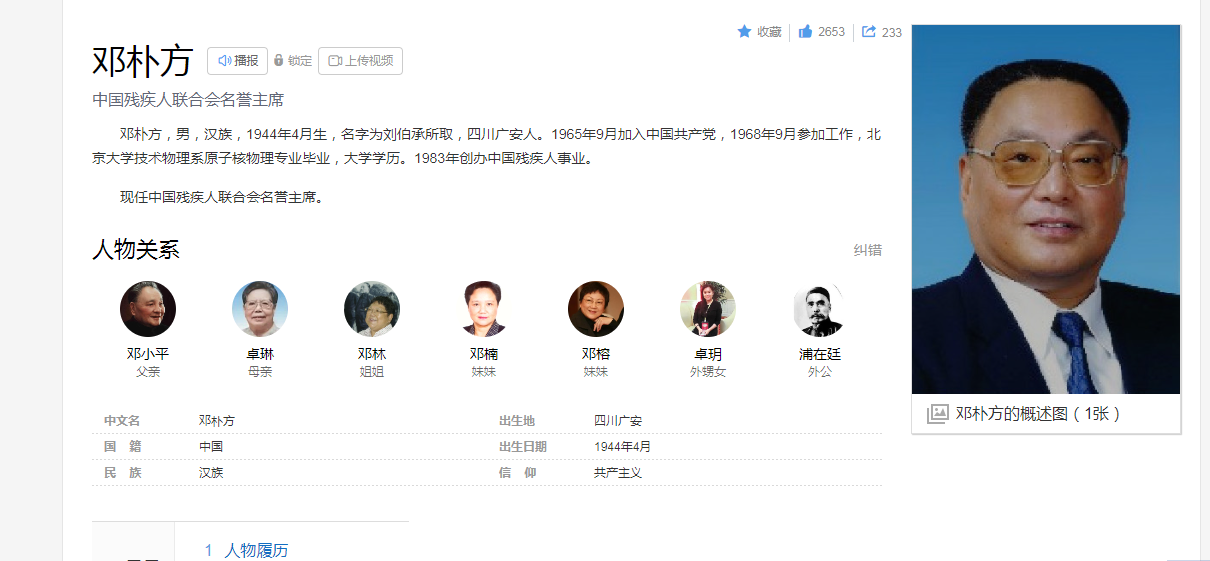 收藏 2653 233
邓朴方 播报 锁定 上传视频
中国残疾人联合会名誉主席
邓朴方，男，汉族，1944年4月生，名字为刘伯承所取，四川广安人。1965年9月加入中国共产党，1968年9月参加工作，北
京大学技术物理系原子核物理专业毕业，大学学历。1983年创办中国残疾人事业。
现任中国残疾人联合会名誉主席。
人物关系 纠错
邓小平 卓琳 邓林 邓楠 邓榕 卓玥 浦在廷
父亲 母亲 姐姐 妹妹 妹妹 外甥女 外公
中文名 邓朴方 出生地 四川广安
国 籍 中国 出生日期 1944年4月
民 族 汉族 信 仰 共产主义
邓朴方的概述图（1张）
1 人物履历